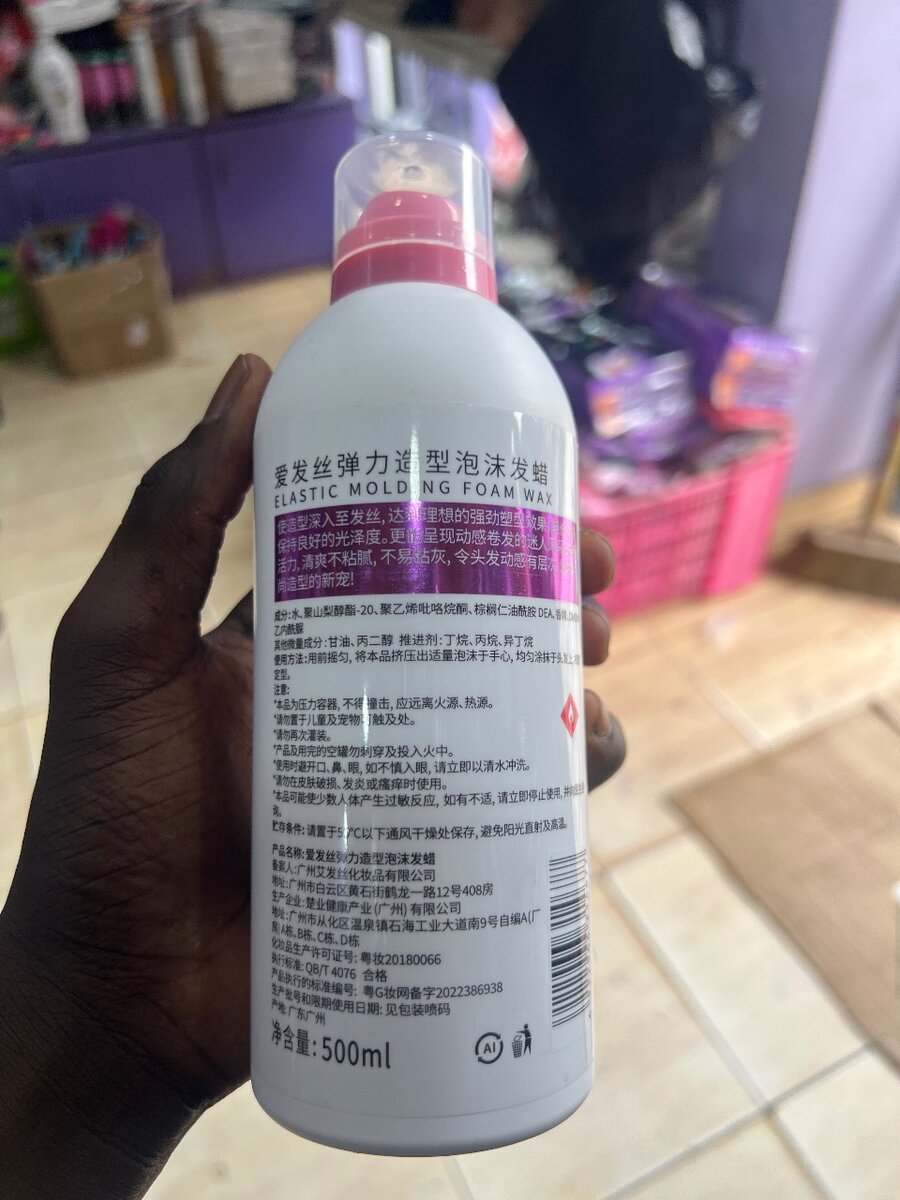 爱发丝弹力造型泡沫发蜡
ELASTIC MOLDING FOAM WAX
使造型深入至发丝, 达到理想的强劲塑型效果,
保持良好的光泽度。更能呈现动感卷发的迷人
活力, 清爽不粘腻, 不易粘灰, 令头发动感有层次
尚造型的新宠!
成分:水、聚山梨醇酯-20、聚乙烯吡咯烷酮、棕榈仁油酰胺 DEA、香精、
乙内酰脲
其他微量成分:甘油、丙二醇 推进剂:丁烷、丙烷、异丁烷
使用方法:用前摇匀, 将本品挤压出适量泡沫于手心, 均匀涂抹于头发上,
定型。
注意:
*本品为压力容器, 不得撞击, 应远离火源、热源。
*请勿置于儿童及宠物可触及处。
*请勿再次灌装。
*产品及用完的空罐勿刺穿及投入火中。
*使用时避开口、鼻、眼, 如不慎入眼, 请立即以清水冲洗。
*请勿在皮肤破损、发炎或瘙痒时使用。
*本品可能使少数人体产生过敏反应, 如有不适, 请立即停止使用,
询。
贮存条件: 请置于50℃以下通风干燥处保存, 避免阳光直射及高温。
产品名称:爱发丝弹力造型泡沫发蜡
备案人:广州艾发丝化妆品有限公司
地址:广州市白云区黄石街鹤龙一路12号408房
生产企业: 楚业健康产业 (广州) 有限公司
地址: 广州市从化区温泉镇石海工业大道南9号自编A(厂
房) A栋、B栋、C栋、D栋
化妆品生产许可证号: 粤妆20180066
执行标准: QB/T 4076 合格
产品执行的标准编号: 粤G妆网备字2022386938
生产批号和限期使用日期: 见包装喷码
产地: 广东广州
净含量: 500ml
Al